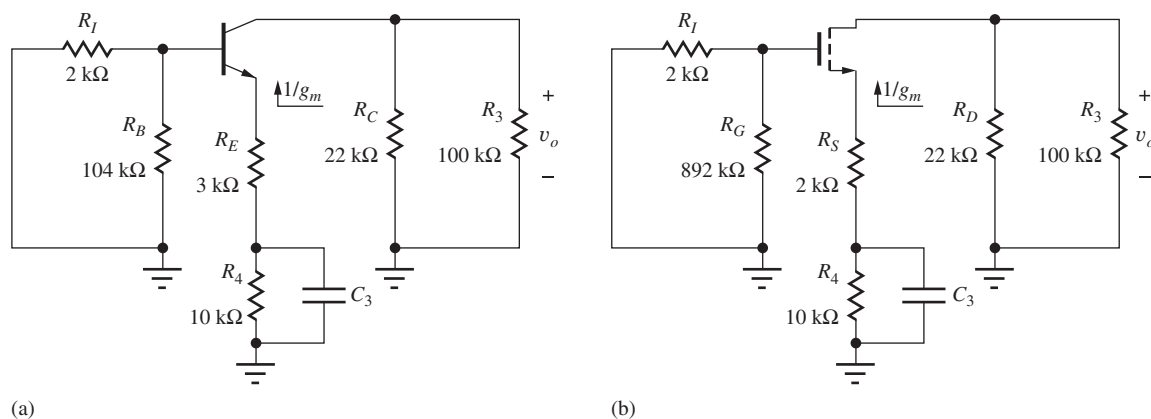 R_I
2 kΩ
R_B
104 kΩ
1/g_m
R_E
3 kΩ
R_4
10 kΩ
C_3
R_C
22 kΩ
R_3
100 kΩ
+
v_o
–
(a)
R_I
2 kΩ
R_G
892 kΩ
1/g_m
R_S
2 kΩ
R_4
10 kΩ
C_3
R_D
22 kΩ
R_3
100 kΩ
+
v_o
–
(b)